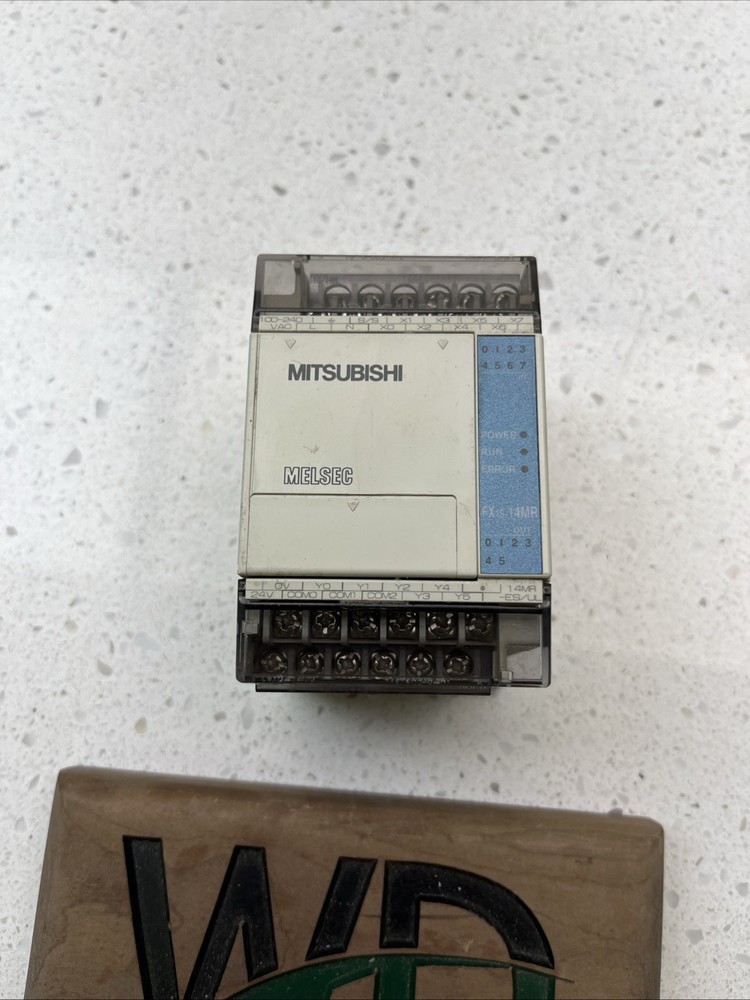 100-240 ⏚ S/S X1 X3 X5 X7
VAC L N X0 X2 X4 X6
MITSUBISHI
MELSEC
0 1 2 3
4 5 6 7
IN
POWER
RUN
ERROR
FX1S-14MR
OUT
0 1 2 3
4 5
0V Y0 Y1 Y2 Y4 • 14MR
24V COM0 COM1 COM2 Y3 Y5 -ES/UL
WD